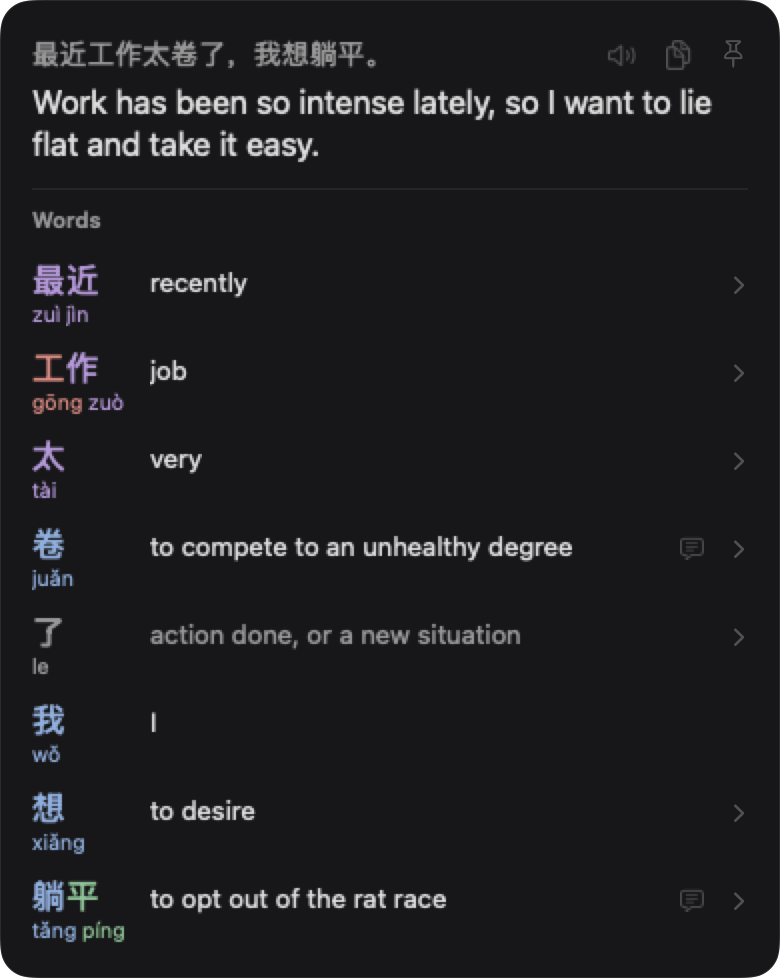 最近工作太卷了，我想躺平。
Work has been so intense lately, so I want to lie
flat and take it easy.
Words
最近 recently
zuì jìn
工作 job
gōng zuò
太 very
tài
卷 to compete to an unhealthy degree
juǎn
了 action done, or a new situation
le
我 I
wǒ
想 to desire
xiǎng
躺平 to opt out of the rat race
tǎng píng